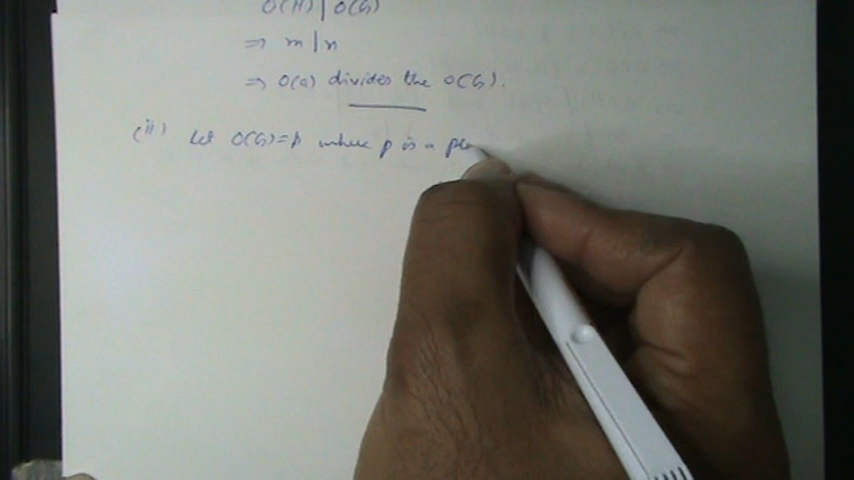 O(H) | O(G)
⇒ m | n
⇒ O(a) divides the O(G).
(ii) Let O(G)=p where p is a